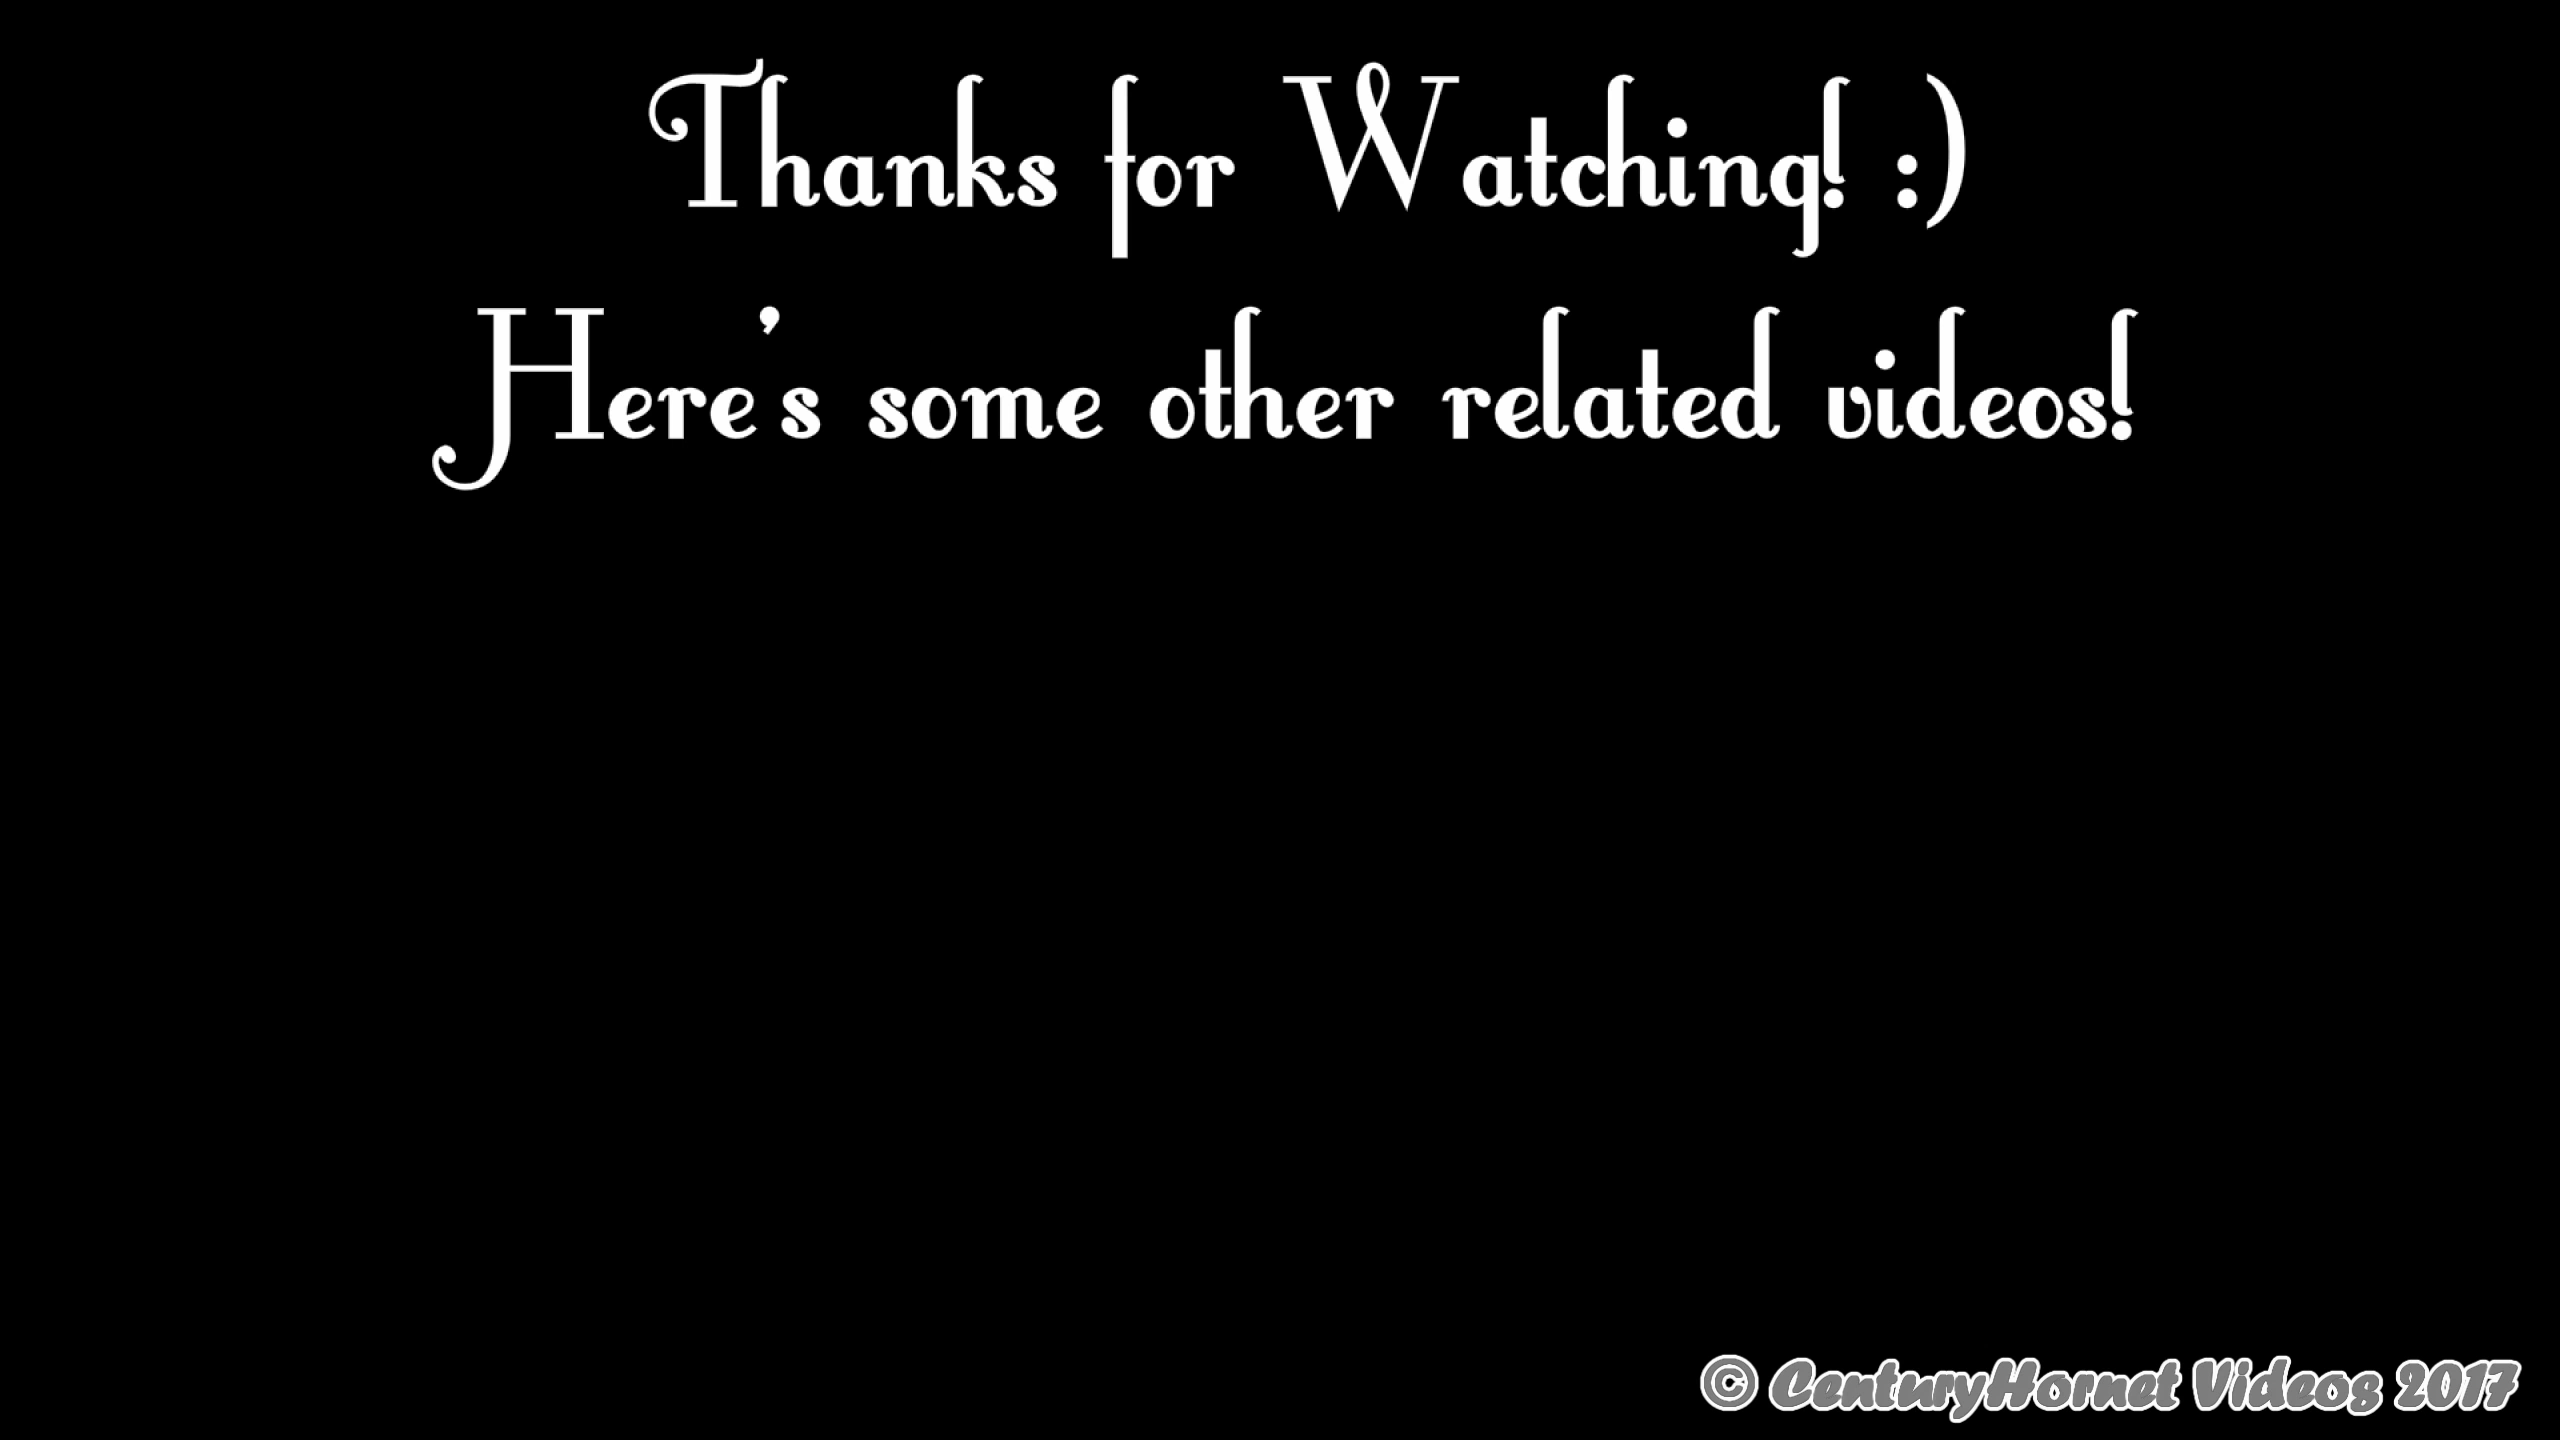 Thanks for Watching! :)
Here's some other related videos!
© CenturyHornet Videos 2017